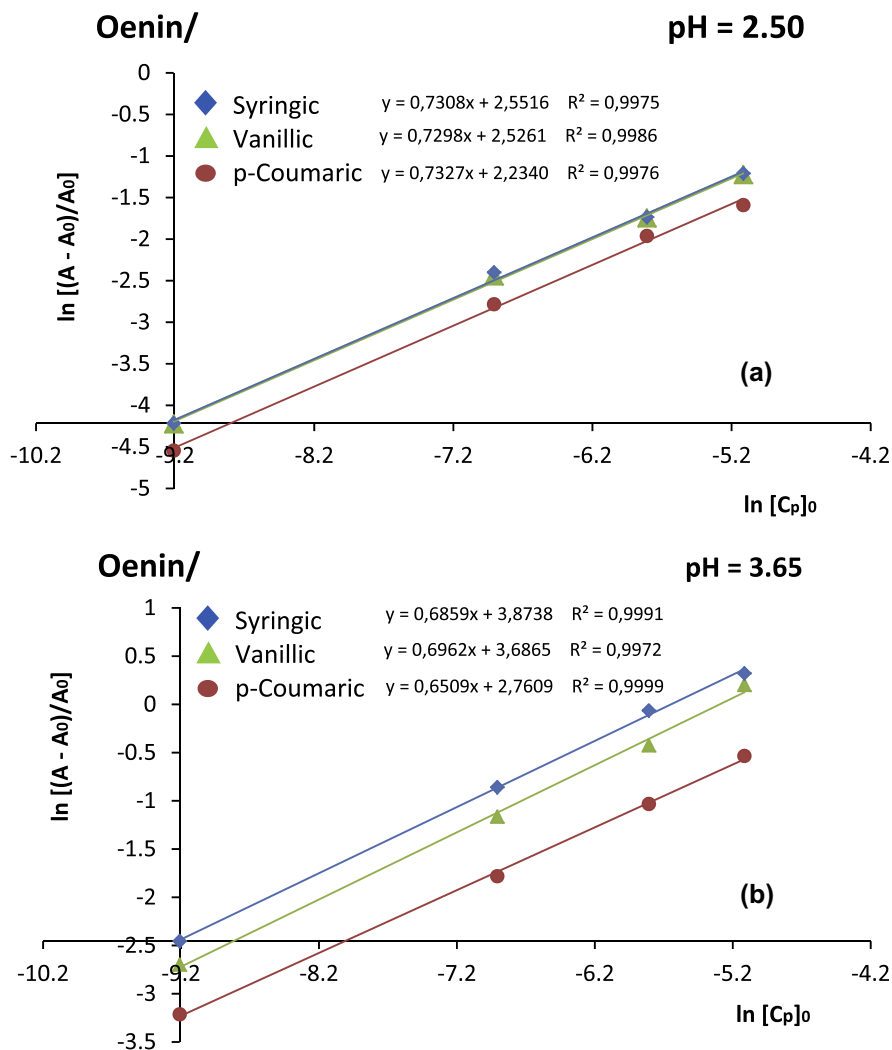 Oenin/ pH = 2.50
0
Syringic y = 0,7308x + 2,5516 R² = 0,9975
-0.5
Vanillic y = 0,7298x + 2,5261 R² = 0,9986
-1
p-Coumaric y = 0,7327x + 2,2340 R² = 0,9976
-1.5
-2
-2.5
-3
-3.5
-4
-4.5
-5
ln [(A - A₀)/A₀]
(a)
-10.2 -9.2 -8.2 -7.2 -6.2 -5.2 -4.2
ln [Cₚ]₀
Oenin/ pH = 3.65
1
Syringic y = 0,6859x + 3,8738 R² = 0,9991
0.5
Vanillic y = 0,6962x + 3,6865 R² = 0,9972
0
p-Coumaric y = 0,6509x + 2,7609 R² = 0,9999
-0.5
-1
-1.5
-2
-2.5
-3
-3.5
ln [(A - A₀)/A₀]
(b)
-10.2 -9.2 -8.2 -7.2 -6.2 -5.2 -4.2
ln [Cₚ]₀